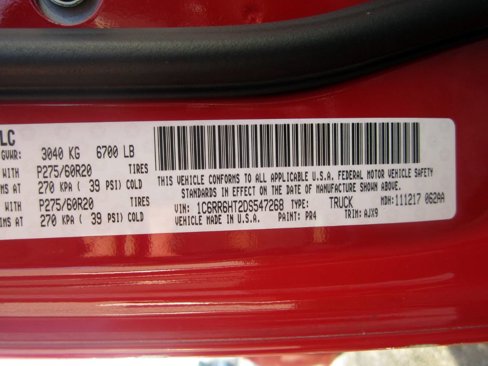 LC
GVWR: 3040 KG 6700 LB
WITH P275/60R20 TIRES
IMS AT 270 KPA ( 39 PSI) COLD
WITH P275/60R20 TIRES
IMS AT 270 KPA ( 39 PSI) COLD
THIS VEHICLE CONFORMS TO ALL APPLICABLE U.S.A. FEDERAL MOTOR VEHICLE SAFETY
STANDARDS IN EFFECT ON THE DATE OF MANUFACTURE SHOWN ABOVE.
VIN: 1C6RR6HT2DS547268 TYPE: TRUCK MDH: 111217 062AA
VEHICLE MADE IN U.S.A. PAINT: PR4 TRIM: AJX9